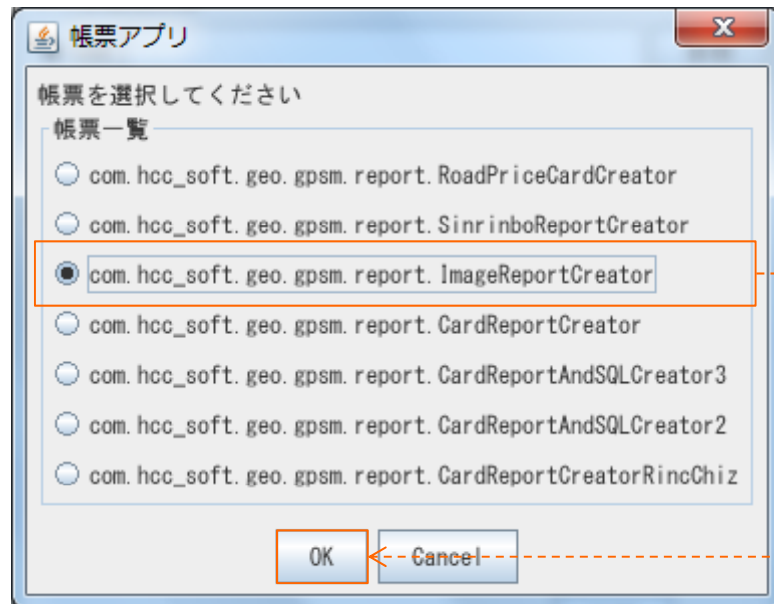 帳票アプリ
帳票を選択してください
帳票一覧
com.hcc_soft.geo.gpsm.report.RoadPriceCardCreator
com.hcc_soft.geo.gpsm.report.SinrinboReportCreator
com.hcc_soft.geo.gpsm.report.ImageReportCreator
com.hcc_soft.geo.gpsm.report.CardReportCreator
com.hcc_soft.geo.gpsm.report.CardReportAndSQLCreator3
com.hcc_soft.geo.gpsm.report.CardReportAndSQLCreator2
com.hcc_soft.geo.gpsm.report.CardReportCreatorRincChiz
OK Cancel